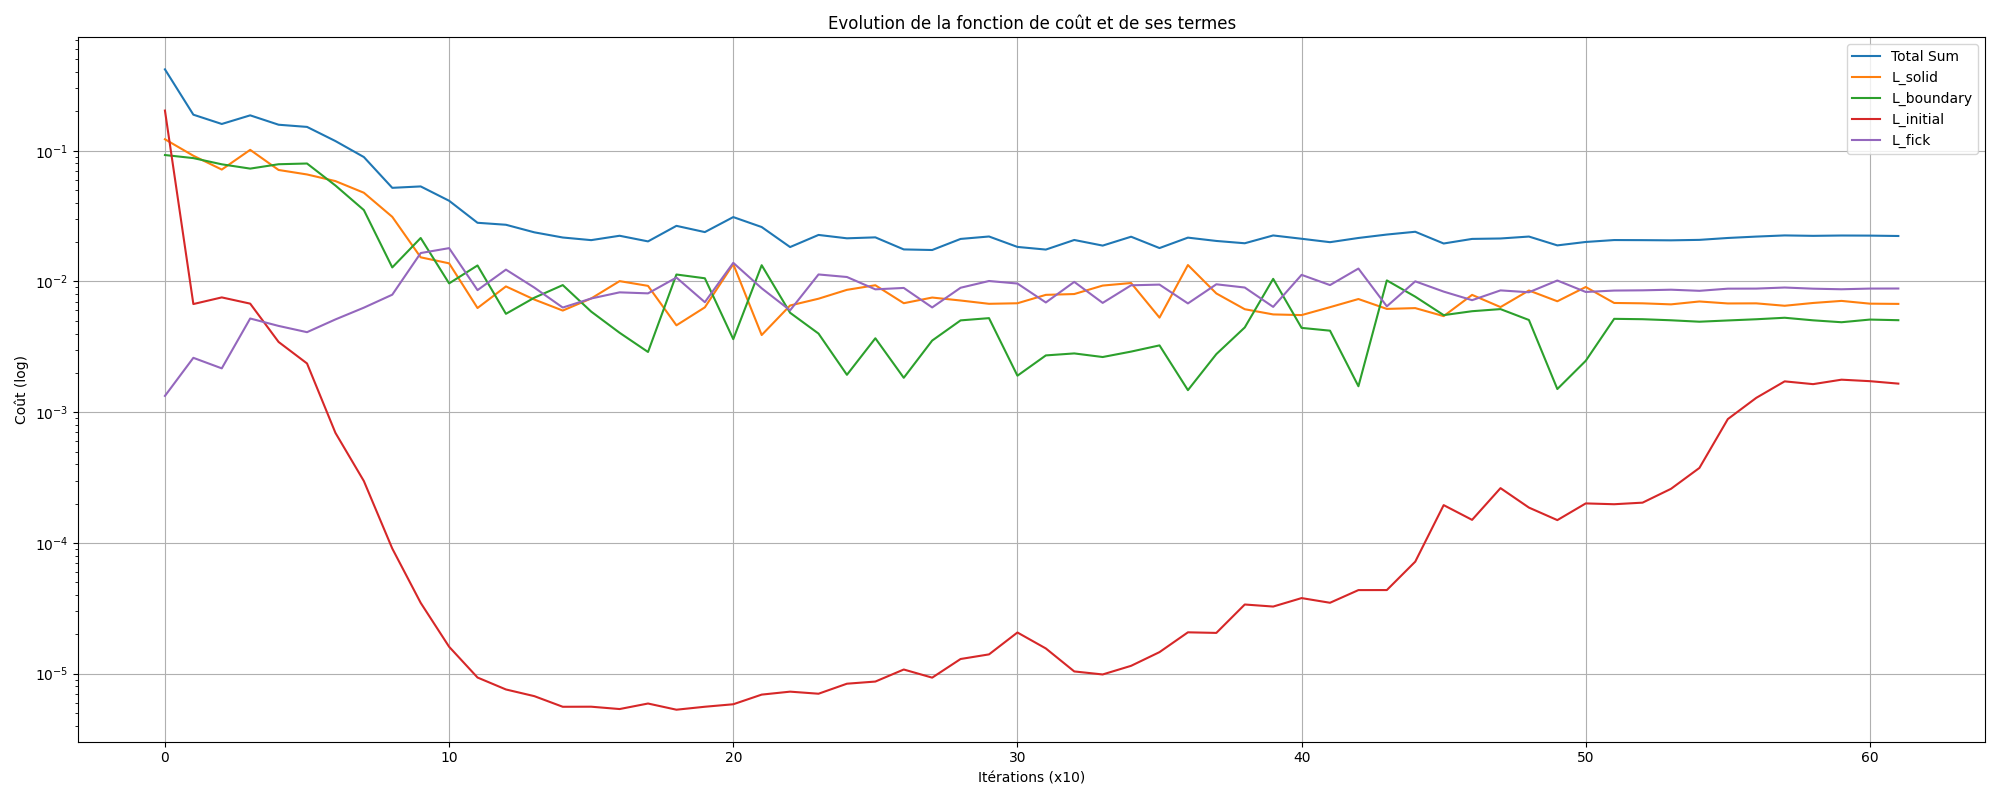 Evolution de la fonction de coût et de ses termes
Total Sum
L_solid
L_boundary
L_initial
L_fick
Coût (log)
10⁻¹
10⁻²
10⁻³
10⁻⁴
10⁻⁵
0 10 20 30 40 50 60
Itérations (x10)